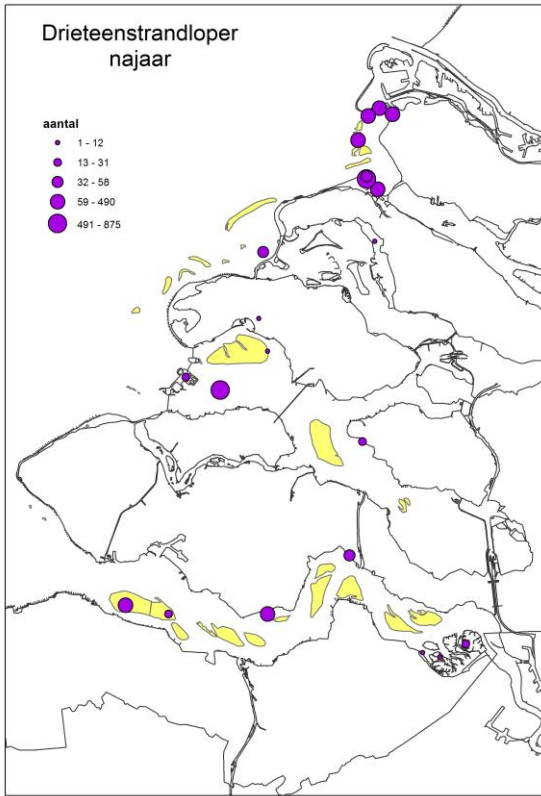 Drieteenstrandloper
najaar
aantal
1 - 12
13 - 31
32 - 58
59 - 490
491 - 875